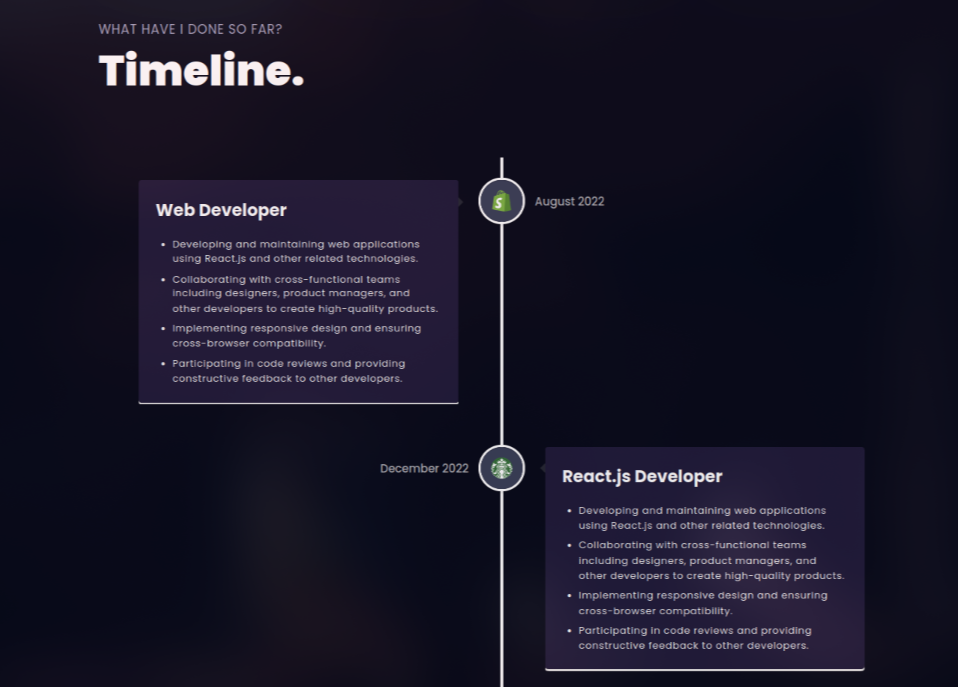 WHAT HAVE I DONE SO FAR?
Timeline.
Web Developer
• Developing and maintaining web applications
using React.js and other related technologies.
• Collaborating with cross-functional teams
including designers, product managers, and
other developers to create high-quality products.
• Implementing responsive design and ensuring
cross-browser compatibility.
• Participating in code reviews and providing
constructive feedback to other developers.
August 2022
December 2022
React.js Developer
• Developing and maintaining web applications
using React.js and other related technologies.
• Collaborating with cross-functional teams
including designers, product managers, and
other developers to create high-quality products.
• Implementing responsive design and ensuring
cross-browser compatibility.
• Participating in code reviews and providing
constructive feedback to other developers.